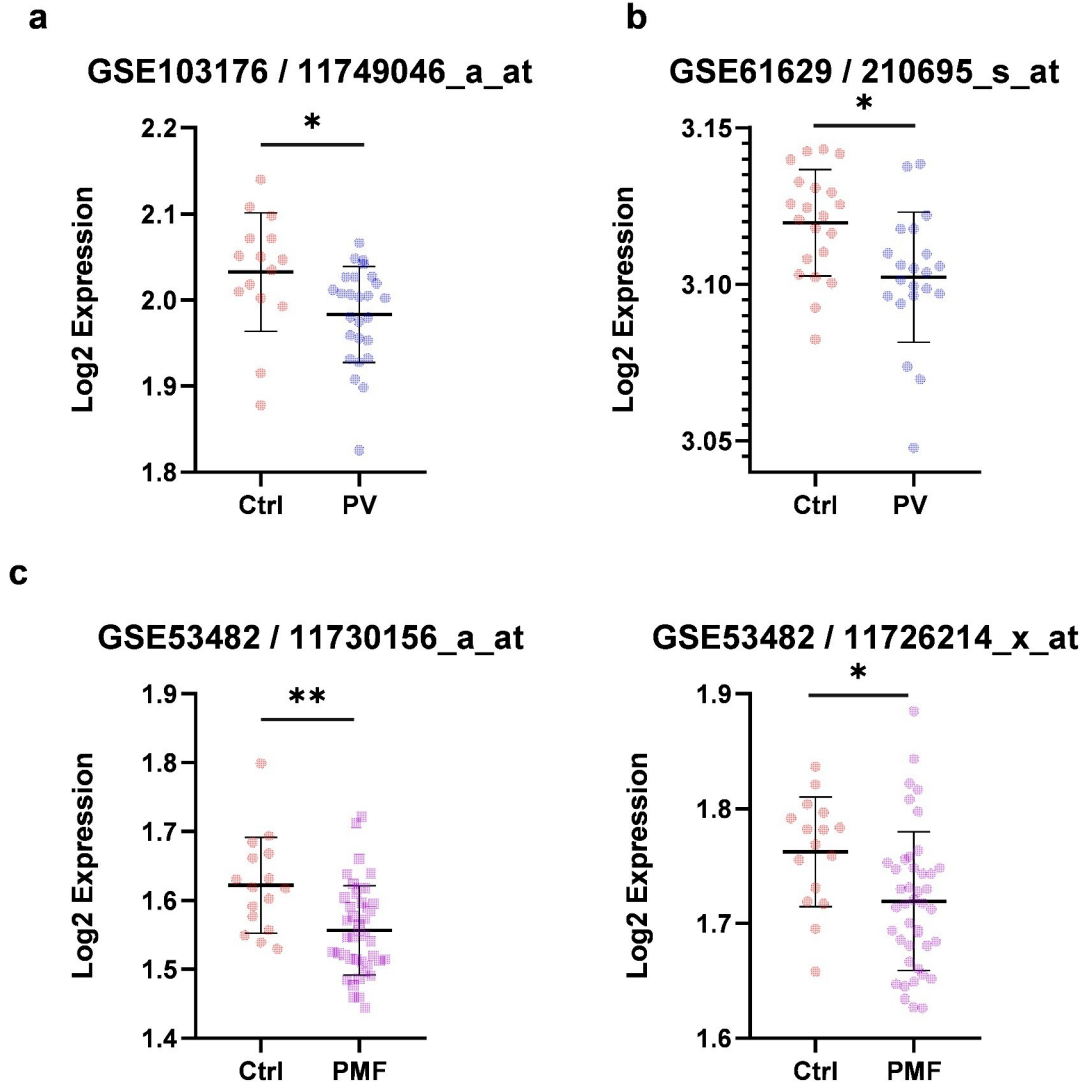 a
b
GSE103176 / 11749046_a_at
GSE61629 / 210695_s_at
*
*
Log2 Expression
2.2
2.1
2.0
1.9
1.8
Ctrl
PV
Log2 Expression
3.15
3.10
3.05
Ctrl
PV
c
GSE53482 / 11730156_a_at
GSE53482 / 11726214_x_at
**
*
Log2 Expression
1.9
1.8
1.7
1.6
1.5
1.4
Ctrl
PMF
Log2 Expression
1.9
1.8
1.7
1.6
Ctrl
PMF